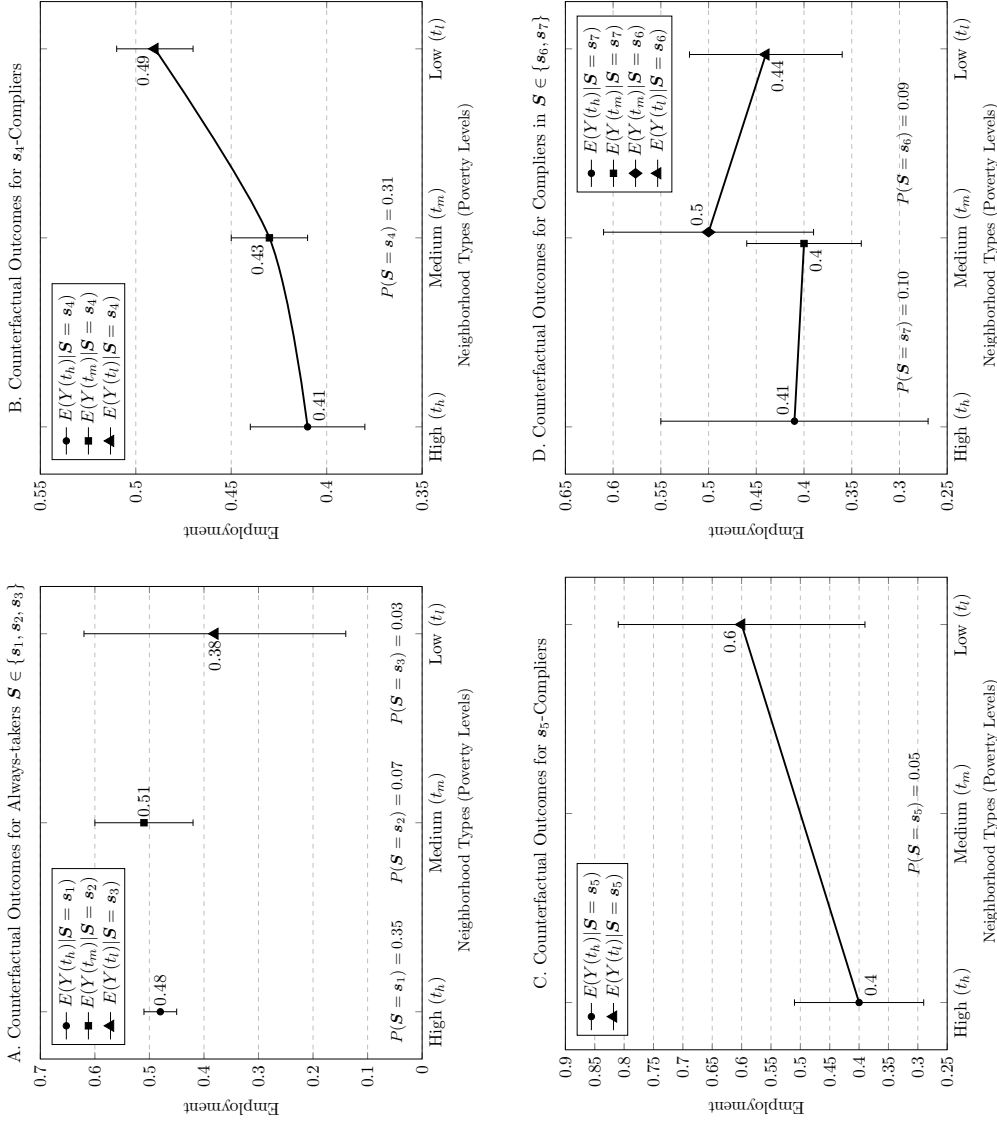 A. Counterfactual Outcomes for Always-takers S ∈ {s₁, s₂, s₃}
E(Y(tₕ)|S = s₁)
E(Y(tₘ)|S = s₂)
E(Y(tₗ)|S = s₃)
0.7
0.6
0.5
0.4
0.3
0.2
0.1
0
Employment
0.48
0.51
0.38
P(S = s₁) = 0.35
P(S = s₂) = 0.07
P(S = s₃) = 0.03
High (tₕ)
Medium (tₘ)
Low (tₗ)
Neighborhood Types (Poverty Levels)
B. Counterfactual Outcomes for s₄-Compliers
E(Y(tₕ)|S = s₄)
E(Y(tₘ)|S = s₄)
E(Y(tₗ)|S = s₄)
0.55
0.5
0.45
0.4
0.35
Employment
0.41
0.43
0.49
P(S = s₄) = 0.31
High (tₕ)
Medium (tₘ)
Low (tₗ)
Neighborhood Types (Poverty Levels)
C. Counterfactual Outcomes for s₅-Compliers
E(Y(tₕ)|S = s₅)
E(Y(tₗ)|S = s₅)
0.9
0.85
0.8
0.75
0.7
0.65
0.6
0.55
0.5
0.45
0.4
0.35
0.3
0.25
Employment
0.4
0.6
P(S = s₅) = 0.05
High (tₕ)
Medium (tₘ)
Low (tₗ)
Neighborhood Types (Poverty Levels)
D. Counterfactual Outcomes for Compliers in S ∈ {s₆, s₇}
E(Y(tₕ)|S = s₇)
E(Y(tₘ)|S = s₇)
E(Y(tₘ)|S = s₆)
E(Y(tₗ)|S = s₆)
0.65
0.6
0.55
0.5
0.45
0.4
0.35
0.3
0.25
Employment
0.41
0.4
0.5
0.44
P(S = s₇) = 0.10
P(S = s₆) = 0.09
High (tₕ)
Medium (tₘ)
Low (tₗ)
Neighborhood Types (Poverty Levels)